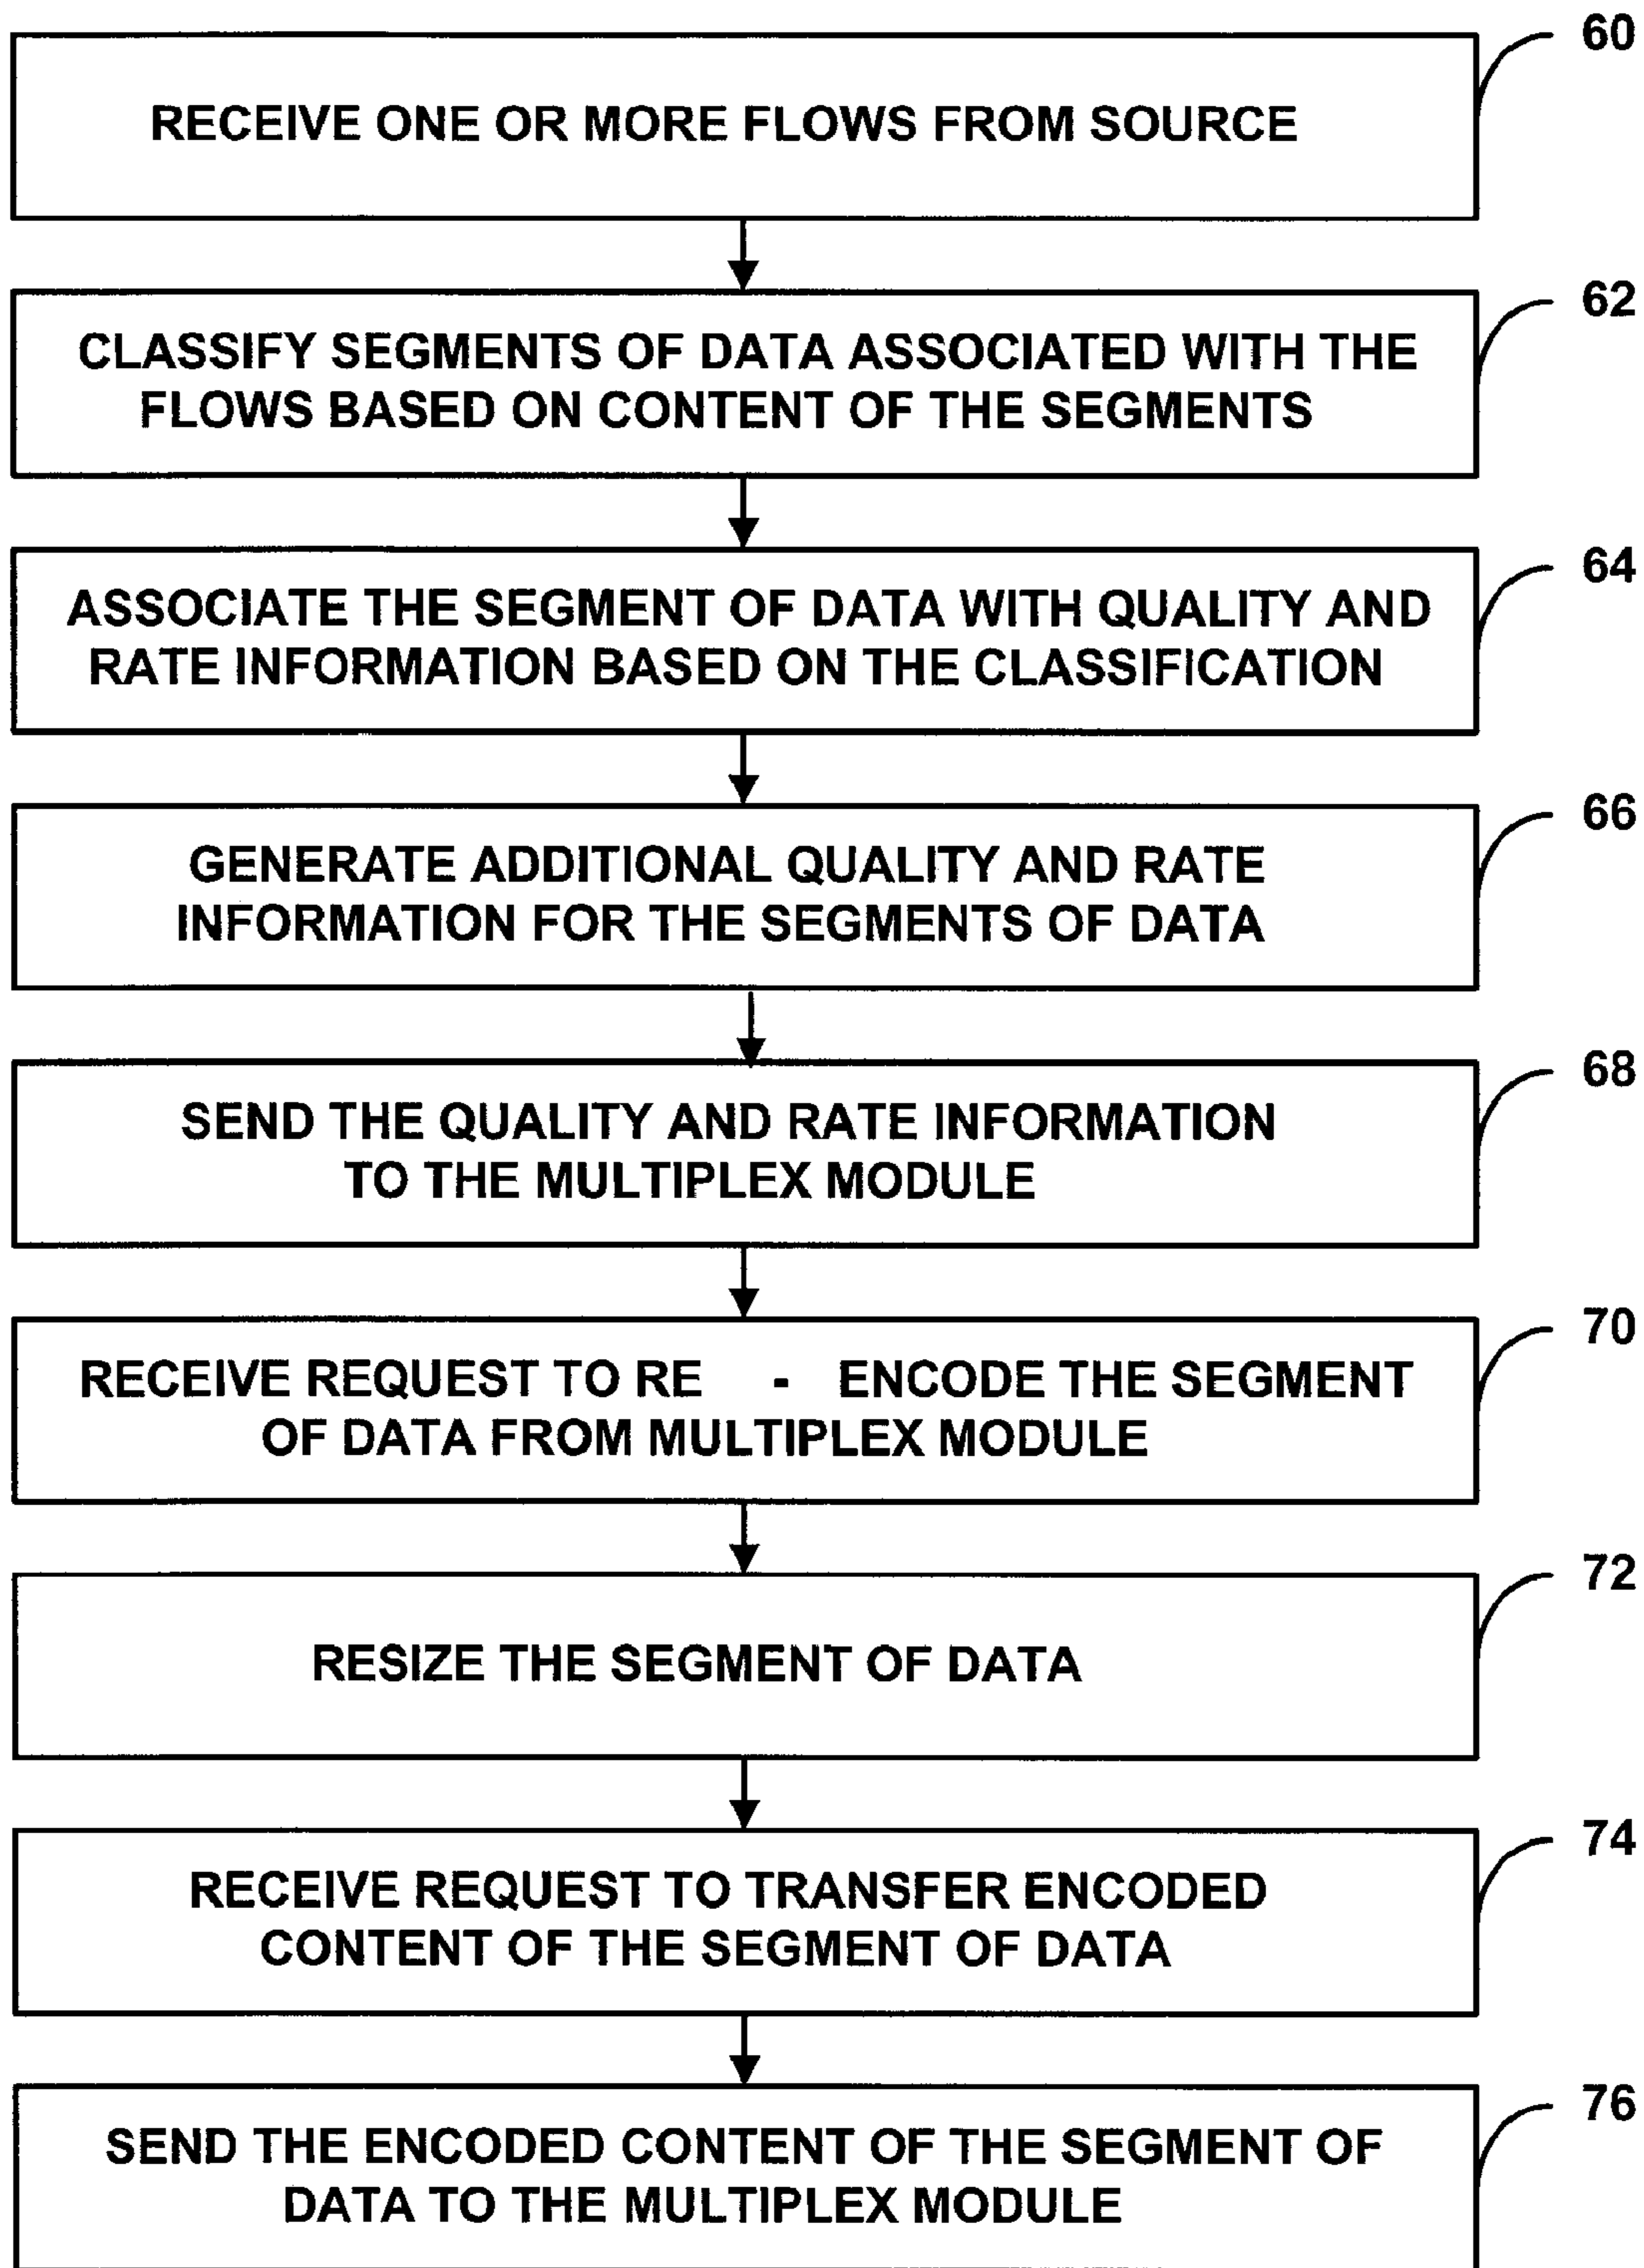 60
RECEIVE ONE OR MORE FLOWS FROM SOURCE
62
CLASSIFY SEGMENTS OF DATA ASSOCIATED WITH THE
FLOWS BASED ON CONTENT OF THE SEGMENTS
64
ASSOCIATE THE SEGMENT OF DATA WITH QUALITY AND
RATE INFORMATION BASED ON THE CLASSIFICATION
66
GENERATE ADDITIONAL QUALITY AND RATE
INFORMATION FOR THE SEGMENTS OF DATA
68
SEND THE QUALITY AND RATE INFORMATION
TO THE MULTIPLEX MODULE
70
RECEIVE REQUEST TO RE - ENCODE THE SEGMENT
OF DATA FROM MULTIPLEX MODULE
72
RESIZE THE SEGMENT OF DATA
74
RECEIVE REQUEST TO TRANSFER ENCODED
CONTENT OF THE SEGMENT OF DATA
76
SEND THE ENCODED CONTENT OF THE SEGMENT OF
DATA TO THE MULTIPLEX MODULE